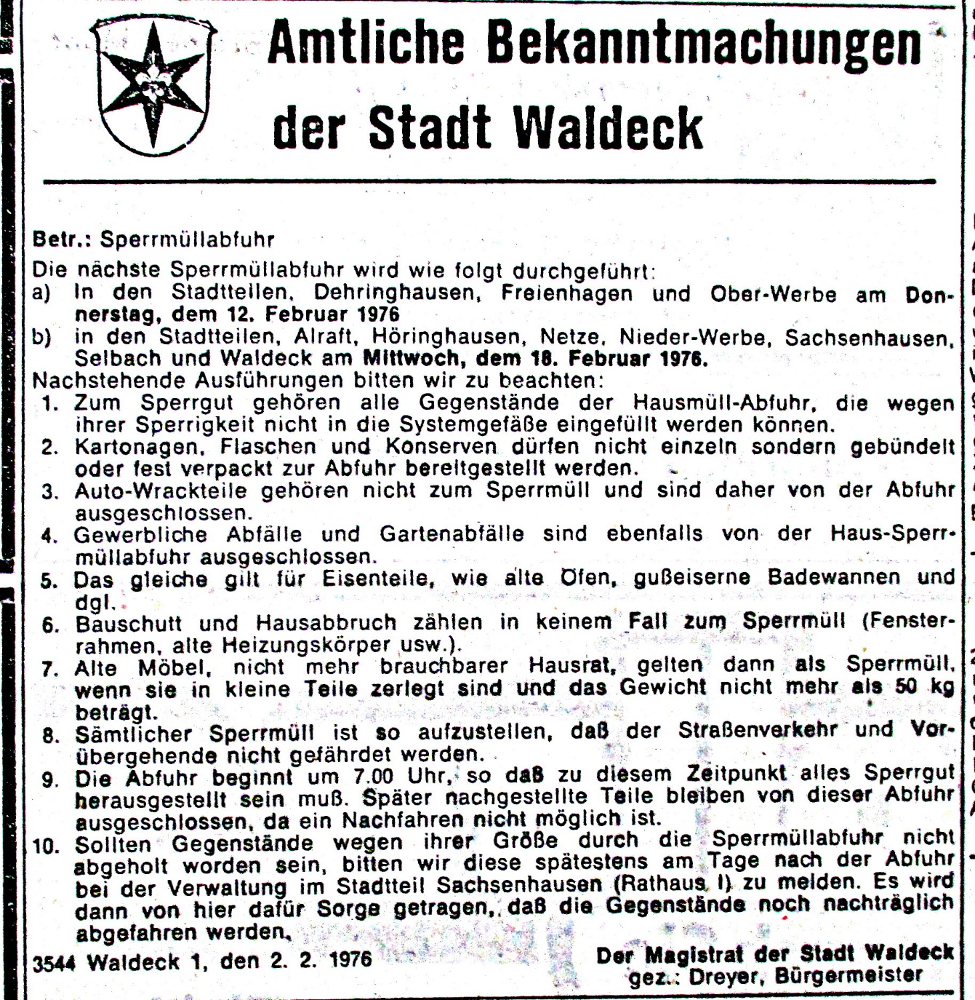 Amtliche Bekanntmachungen
der Stadt Waldeck
Betr.: Sperrmüllabfuhr
Die nächste Sperrmüllabfuhr wird wie folgt durchgeführt:
a) In den Stadtteilen, Dehringhausen, Freienhagen und Ober-Werbe am Don-
nerstag, dem 12. Februar 1976
b) in den Stadtteilen, Alraft, Höringhausen, Netze, Nieder-Werbe, Sachsenhausen,
Selbach und Waldeck am Mittwoch, dem 18. Februar 1976.
Nachstehende Ausführungen bitten wir zu beachten:
1. Zum Sperrgut gehören alle Gegenstände der Hausmüll-Abfuhr, die wegen
ihrer Sperrigkeit nicht in die Systemgefäße eingefüllt werden können.
2. Kartonagen, Flaschen und Konserven dürfen nicht einzeln sondern gebündelt
oder fest verpackt zur Abfuhr bereitgestellt werden.
3. Auto-Wrackteile gehören nicht zum Sperrmüll und sind daher von der Abfuhr
ausgeschlossen.
4. Gewerbliche Abfälle und Gartenabfälle sind ebenfalls von der Haus-Sperr-
müllabfuhr ausgeschlossen.
5. Das gleiche gilt für Eisenteile, wie alte Öfen, gußeiserne Badewannen und
dgl.
6. Bauschutt und Hausabbruch zählen in keinem Fall zum Sperrmüll (Fenster-
rahmen, alte Heizungskörper usw.).
7. Alte Möbel, nicht mehr brauchbarer Hausrat, gelten dann als Sperrmüll,
wenn sie in kleine Teile zerlegt sind und das Gewicht nicht mehr als 50 kg
beträgt.
8. Sämtlicher Sperrmüll ist so aufzustellen, daß der Straßenverkehr und Vor-
übergehende nicht gefährdet werden.
9. Die Abfuhr beginnt um 7.00 Uhr, so daß zu diesem Zeitpunkt alles Sperrgut
herausgestellt sein muß. Später nachgestellte Teile bleiben von dieser Abfuhr
ausgeschlossen, da ein Nachfahren nicht möglich ist.
10. Sollten Gegenstände wegen ihrer Größe durch die Sperrmüllabfuhr nicht
abgeholt worden sein, bitten wir diese spätestens am Tage nach der Abfuhr
bei der Verwaltung im Stadtteil Sachsenhausen (Rathaus I) zu melden. Es wird
dann von hier dafür Sorge getragen, daß die Gegenstände noch nachträglich
abgefahren werden.
3544 Waldeck 1, den 2. 2. 1976
Der Magistrat der Stadt Waldeck
gez.: Dreyer, Bürgermeister